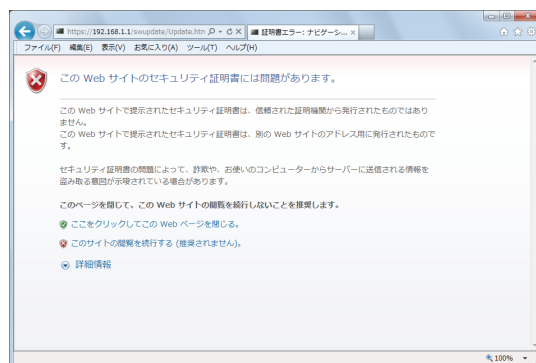 https://192.168.1.1/swupdate/Update.htm
証明書エラー: ナビゲーシ...
ファイル(F) 編集(E) 表示(V) お気に入り(A) ツール(T) ヘルプ(H)
この Web サイトのセキュリティ証明書には問題があります。
この Web サイトで提示されたセキュリティ証明書は、信頼された証明機関から発行されたものではあり
ません。
この Web サイトで提示されたセキュリティ証明書は、別の Web サイトのアドレス用に発行されたもので
す。
セキュリティ証明書の問題によって、詐欺や、お使いのコンピューターからサーバーに送信される情報を
盗み取る意図が示唆されている場合があります。
このページを閉じて、この Web サイトの閲覧を続行しないことを推奨します。
ここをクリックしてこの Web ページを閉じる。
このサイトの閲覧を続行する (推奨されません)。
詳細情報
100%